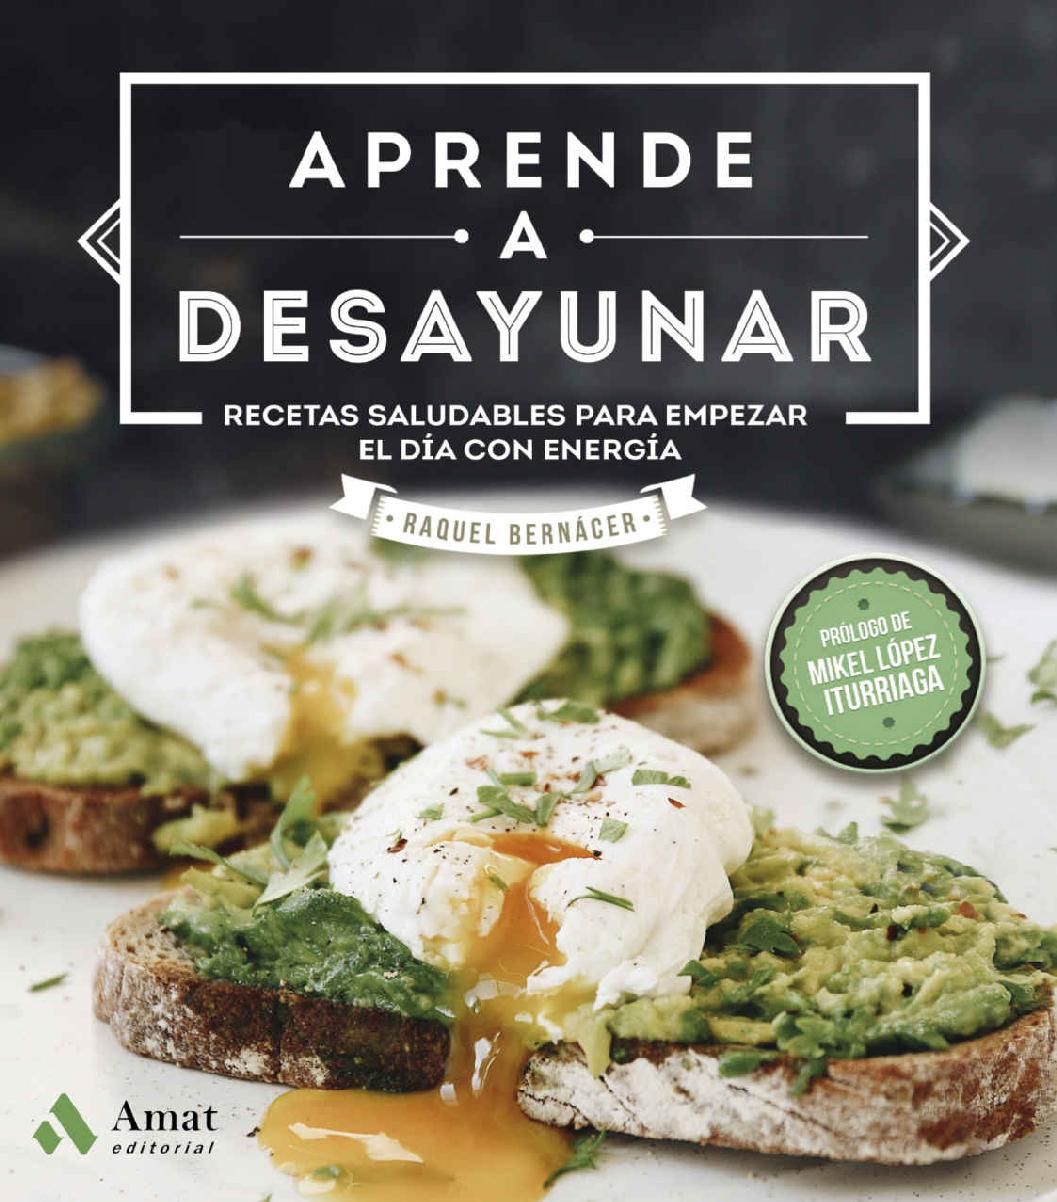 APRENDE
A
DESAYUNAR
RECETAS SALUDABLES PARA EMPEZAR
EL DÍA CON ENERGÍA
• RAQUEL BERNÁCER •
PRÓLOGO DE
MIKEL LÓPEZ
ITURRIAGA
Amat
editorial